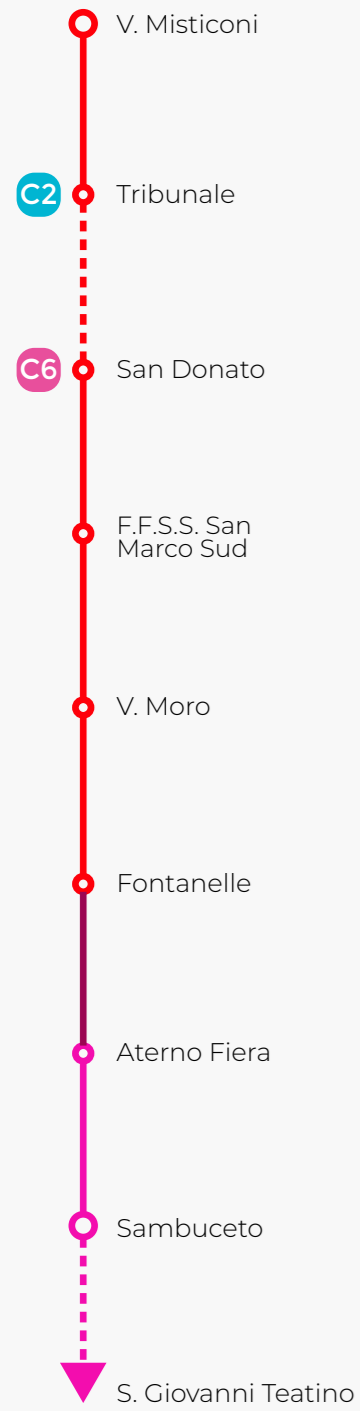 V. Misticoni
C2
Tribunale
C6
San Donato
F.F.S.S. San
Marco Sud
V. Moro
Fontanelle
Aterno Fiera
Sambuceto
S. Giovanni Teatino